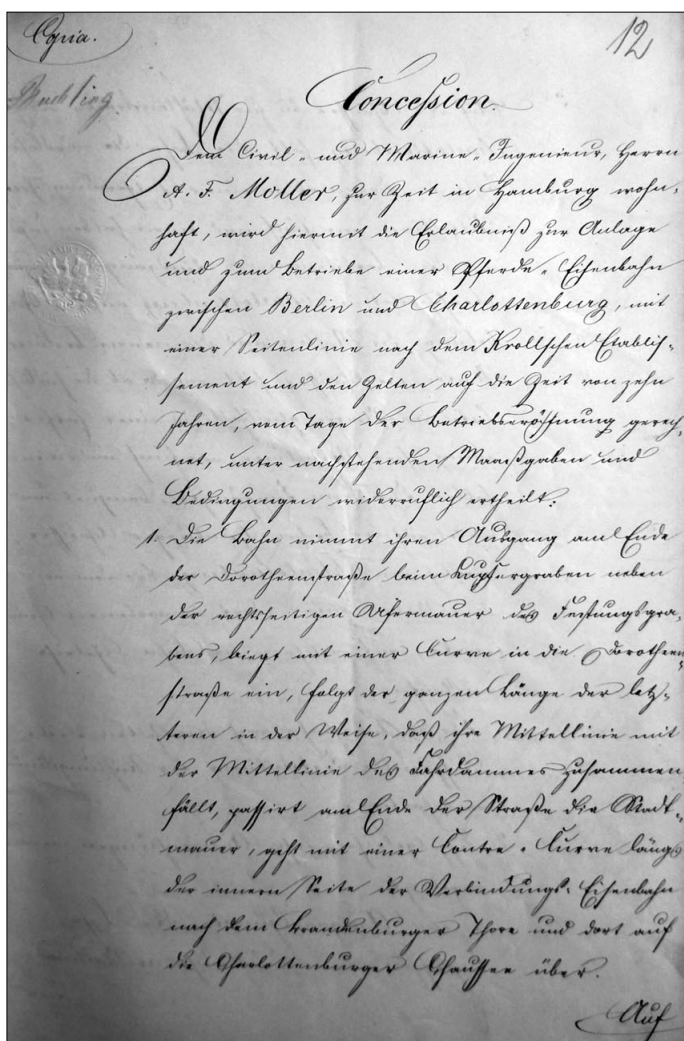 Copia.
12
Concession.
Dem Civil- und Marine-Ingenieur, Herrn
A. F. Moller, zur Zeit in Hamburg wohn-
haft, wird hiermit die Erlaubniß zur Anlage
und zum Betriebe einer Pferde-Eisenbahn
zwischen Berlin und Charlottenburg, mit
einer Seitenlinie nach dem Krollschen Etablis-
sement und den Zelten auf die Zeit von zehn
Jahren, vom Tage der Betriebseröffnung gerech-
net, unter nachstehenden Maaßgaben und
Bedingungen widerruflich ertheilt:
1. Die Bahn nimmt ihren Ausgang am Ende
der Dorotheenstraße beim Kupfergraben neben
der rechtsseitigen Ufermauer des Festungsgra-
bens, biegt mit einer Curve in die Dorotheen-
straße ein, folgt der ganzen Länge der letz-
teren in der Weise, daß ihre Mittellinie mit
der Mittellinie des Fahrdammes zusammen
fällt, passirt am Ende der Straße die Stadt-
mauer, geht mit einer Contre-Curve längs
der innern Seite der Verbindungs-Eisenbahn
nach dem Brandenburger Thore und dort auf
die Charlottenburger Chaussee über.
Auf